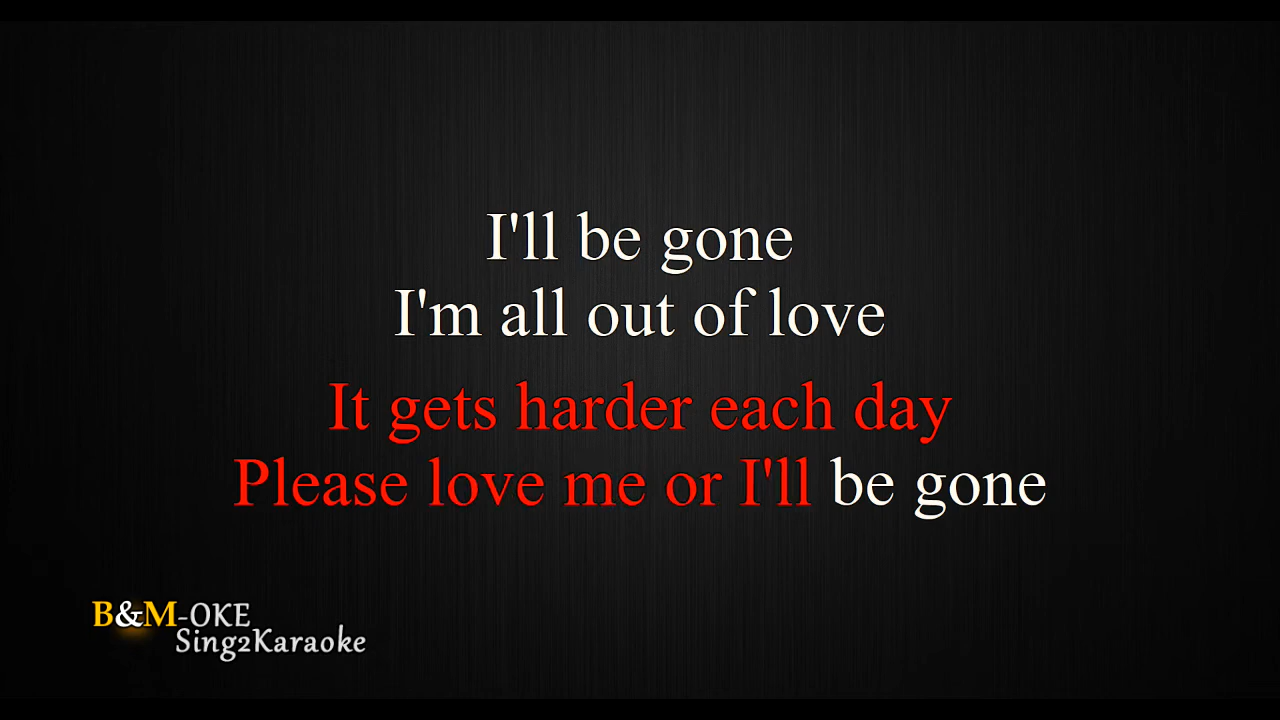 I'll be gone
I'm all out of love
It gets harder each day
Please love me or I'll be gone
B&M-OKE
Sing2Karaoke